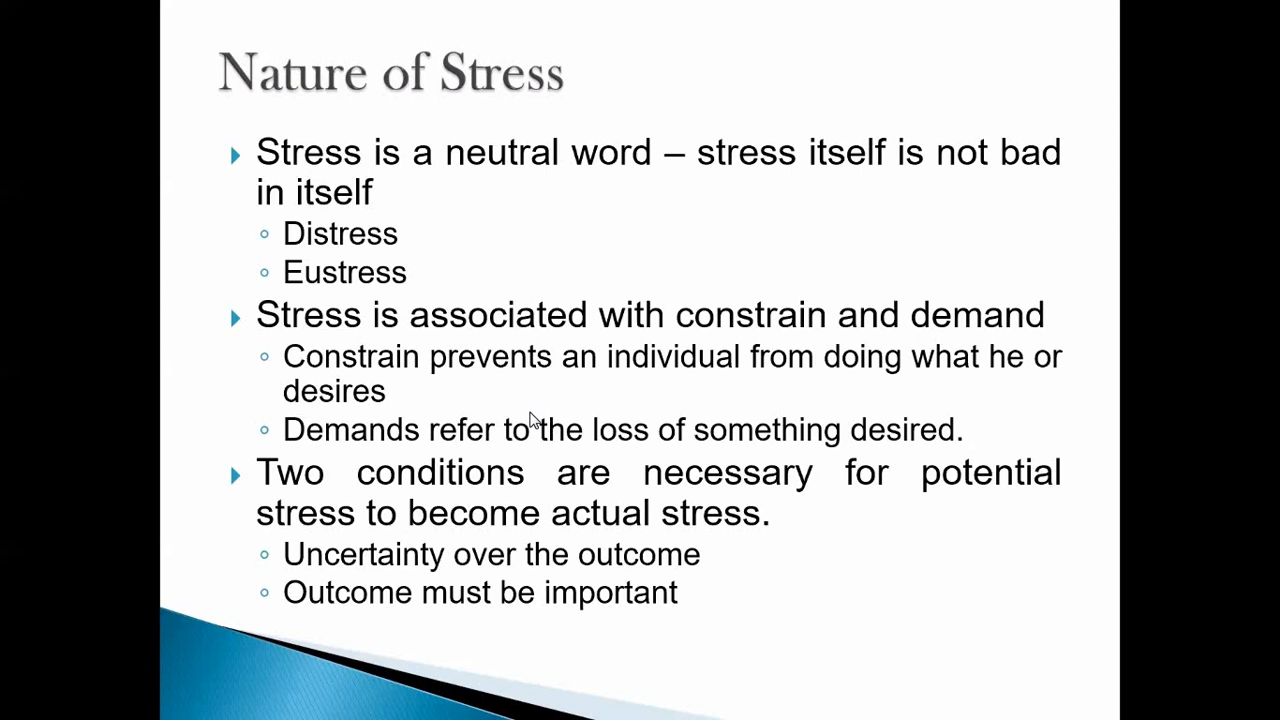 Nature of Stress
Stress is a neutral word – stress itself is not bad
in itself
Distress
Eustress
Stress is associated with constrain and demand
Constrain prevents an individual from doing what he or
desires
Demands refer to the loss of something desired.
Two conditions are necessary for potential
stress to become actual stress.
Uncertainty over the outcome
Outcome must be important